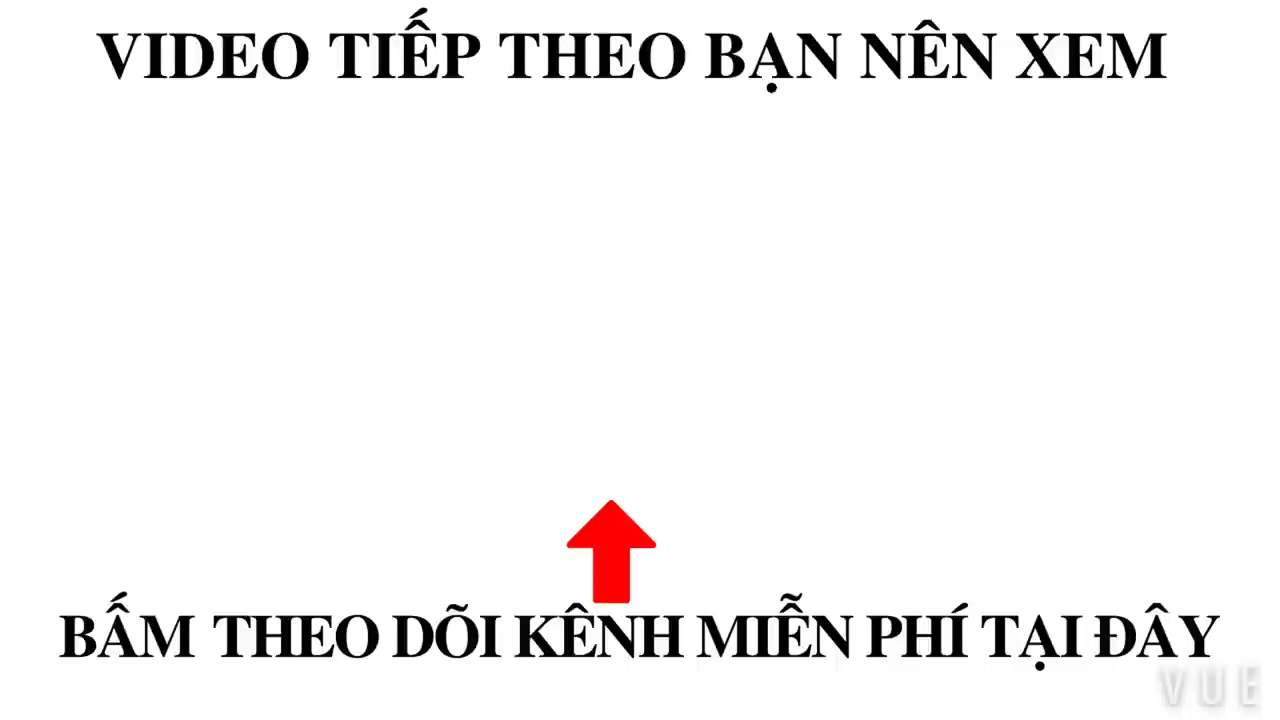 VIDEO TIẾP THEO BẠN NÊN XEM
BẤM THEO DÕI KÊNH MIỄN PHÍ TẠI ĐÂY
VUE